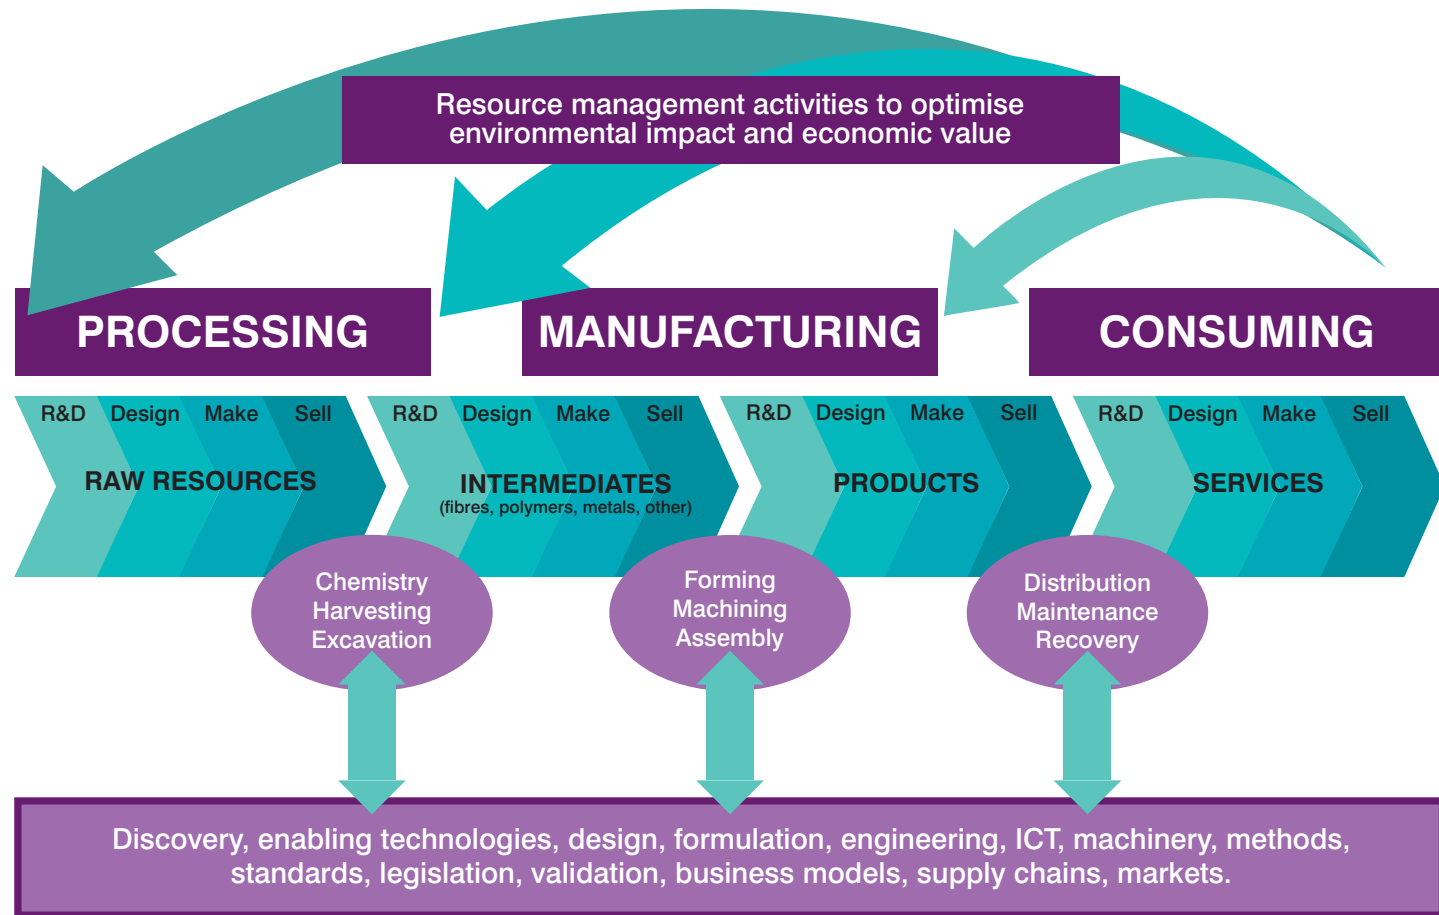 Resource management activities to optimise
environmental impact and economic value
PROCESSING
MANUFACTURING
CONSUMING
R&D Design Make Sell
RAW RESOURCES
R&D Design Make Sell
INTERMEDIATES
(fibres, polymers, metals, other)
R&D Design Make Sell
PRODUCTS
R&D Design Make Sell
SERVICES
Chemistry
Harvesting
Excavation
Forming
Machining
Assembly
Distribution
Maintenance
Recovery
Discovery, enabling technologies, design, formulation, engineering, ICT, machinery, methods,
standards, legislation, validation, business models, supply chains, markets.